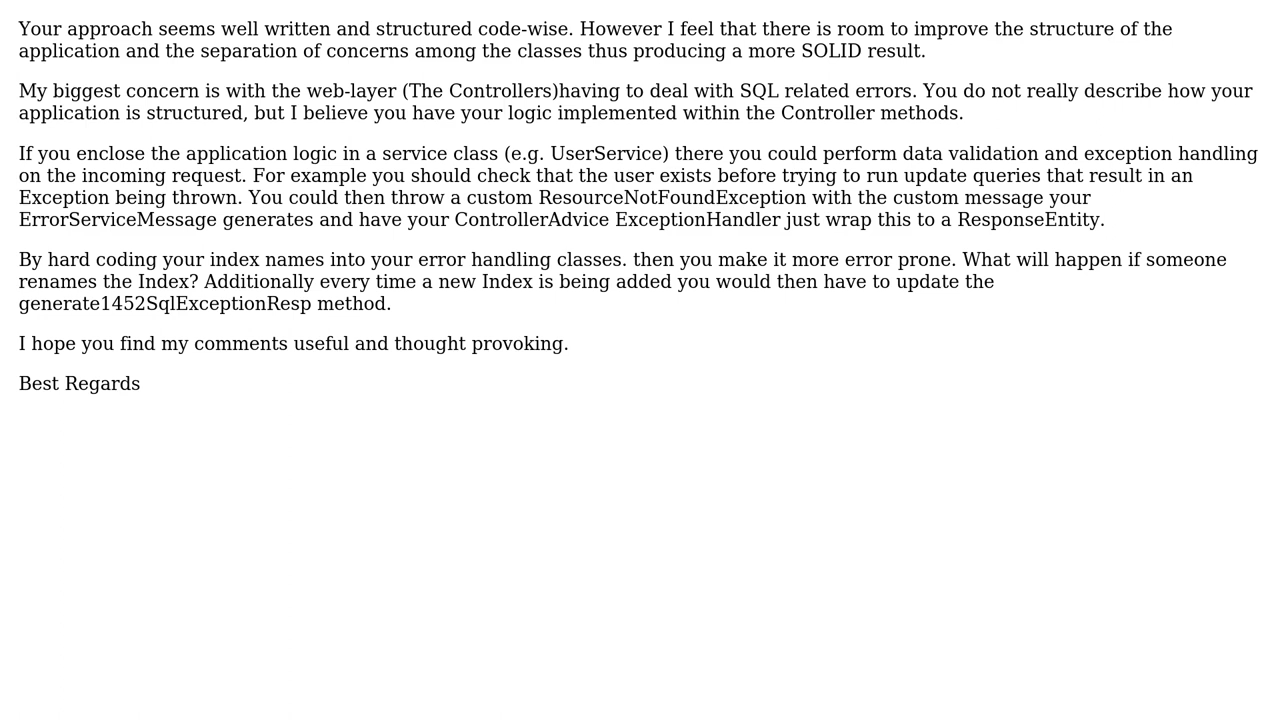 Your approach seems well written and structured code-wise. However I feel that there is room to improve the structure of the
application and the separation of concerns among the classes thus producing a more SOLID result.
My biggest concern is with the web-layer (The Controllers)having to deal with SQL related errors. You do not really describe how your
application is structured, but I believe you have your logic implemented within the Controller methods.
If you enclose the application logic in a service class (e.g. UserService) there you could perform data validation and exception handling
on the incoming request. For example you should check that the user exists before trying to run update queries that result in an
Exception being thrown. You could then throw a custom ResourceNotFoundException with the custom message your
ErrorServiceMessage generates and have your ControllerAdvice ExceptionHandler just wrap this to a ResponseEntity.
By hard coding your index names into your error handling classes. then you make it more error prone. What will happen if someone
renames the Index? Additionally every time a new Index is being added you would then have to update the
generate1452SqlExceptionResp method.
I hope you find my comments useful and thought provoking.
Best Regards